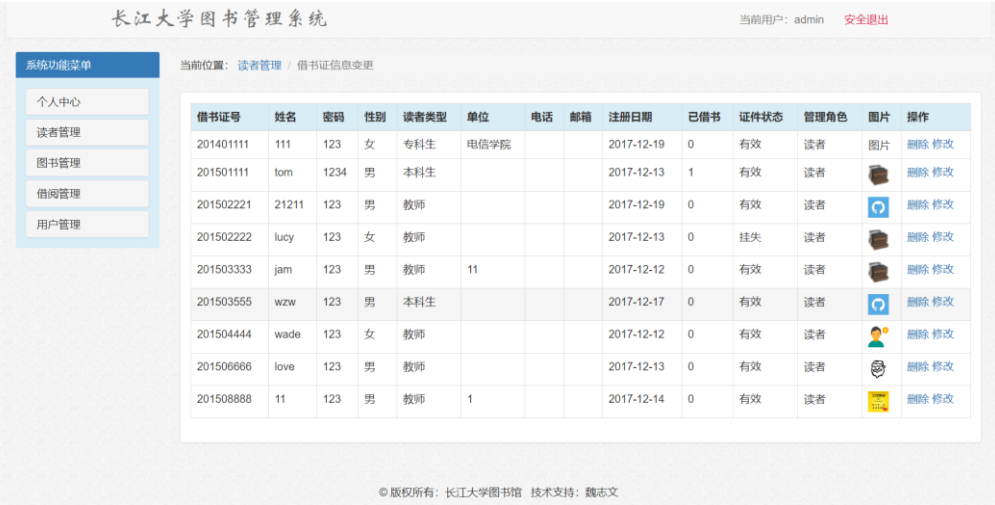 长江大学图书管理系统
当前用户：admin 安全退出
系统功能菜单
当前位置： 读者管理 / 借书证信息变更
个人中心
读者管理
图书管理
借阅管理
用户管理
借书证号 姓名 密码 性别 读者类型 单位 电话 邮箱 注册日期 已借书 证件状态 管理角色 图片 操作
201401111 111 123 女 专科生 电信学院 2017-12-19 0 有效 读者 图片 删除 修改
201501111 tom 1234 男 本科生 2017-12-13 1 有效 读者 删除 修改
201502221 21211 123 男 教师 2017-12-19 0 有效 读者 删除 修改
201502222 lucy 123 女 教师 2017-12-13 0 挂失 读者 删除 修改
201503333 jam 123 男 教师 11 2017-12-12 0 有效 读者 删除 修改
201503555 wzw 123 男 本科生 2017-12-17 0 有效 读者 删除 修改
201504444 wade 123 女 教师 2017-12-12 0 有效 读者 删除 修改
201506666 love 123 男 教师 2017-12-13 0 有效 读者 删除 修改
201508888 11 123 男 教师 1 2017-12-14 0 有效 读者 删除 修改
© 版权所有：长江大学图书馆 技术支持：魏志文